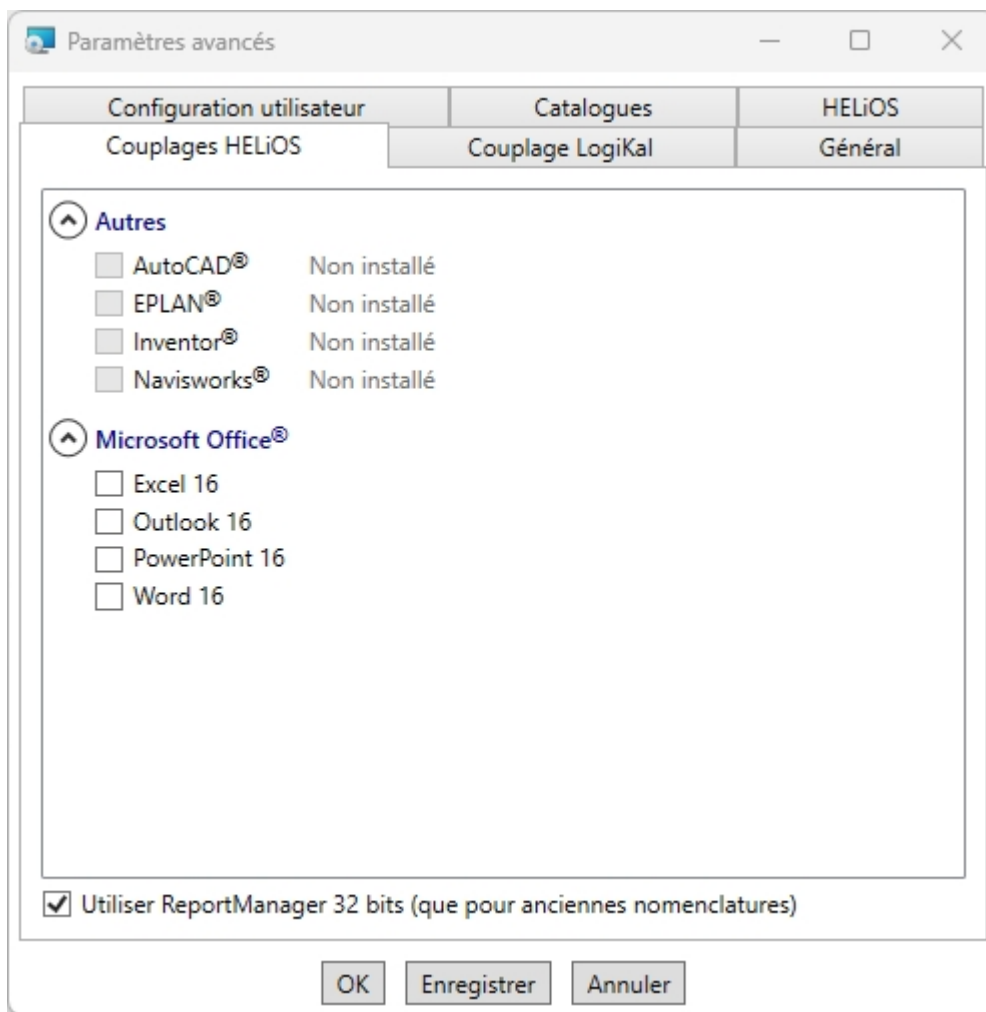 Paramètres avancés
Configuration utilisateur Catalogues HELiOS
Couplages HELiOS Couplage LogiKal Général
Autres
AutoCAD® Non installé
EPLAN® Non installé
Inventor® Non installé
Navisworks® Non installé
Microsoft Office®
Excel 16
Outlook 16
PowerPoint 16
Word 16
Utiliser ReportManager 32 bits (que pour anciennes nomenclatures)
OK Enregistrer Annuler